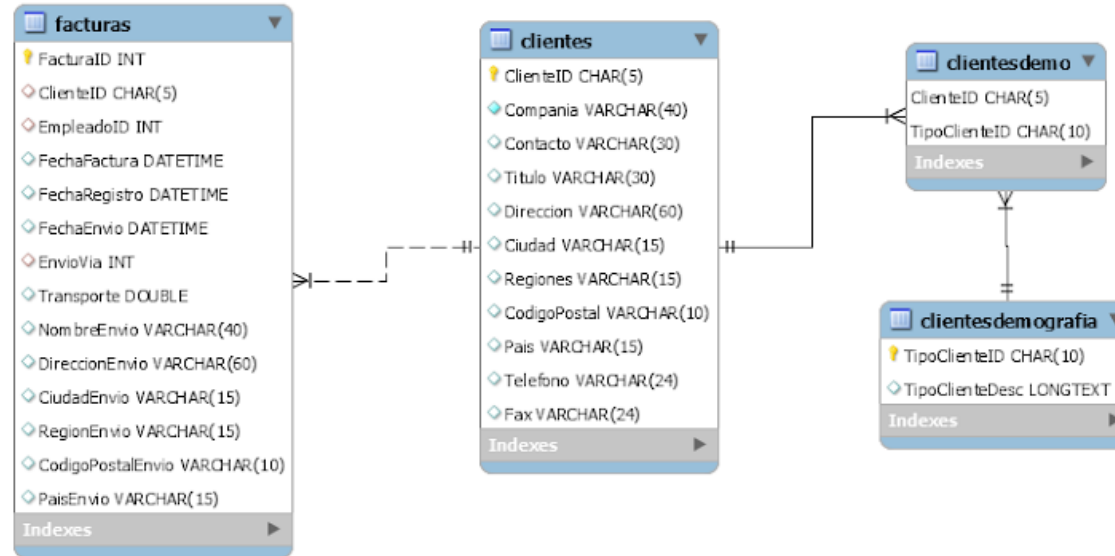 facturas
FacturaID INT
ClienteID CHAR(5)
EmpleadoID INT
FechaFactura DATETIME
FechaRegistro DATETIME
FechaEnvio DATETIME
EnvioVia INT
Transporte DOUBLE
NombreEnvio VARCHAR(40)
DireccionEnvio VARCHAR(60)
CiudadEnvio VARCHAR(15)
RegionEnvio VARCHAR(15)
CodigoPostalEnvio VARCHAR(10)
PaisEnvio VARCHAR(15)
Indexes
clientes
ClienteID CHAR(5)
Compania VARCHAR(40)
Contacto VARCHAR(30)
Titulo VARCHAR(30)
Direccion VARCHAR(60)
Ciudad VARCHAR(15)
Regiones VARCHAR(15)
CodigoPostal VARCHAR(10)
Pais VARCHAR(15)
Telefono VARCHAR(24)
Fax VARCHAR(24)
Indexes
clientesdemo
ClienteID CHAR(5)
TipoClienteID CHAR(10)
Indexes
clientesdemografia
TipoClienteID CHAR(10)
TipoClienteDesc LONGTEXT
Indexes